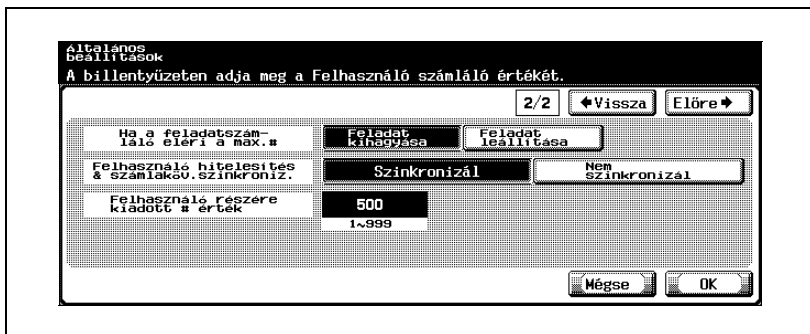 Általános
beállítások
A billentyűzeten adja meg a Felhasználó számláló értékét.
2/2 Vissza Előre
Ha a feladatszám-
láló eléri a max.#
Feladat
kihagyása
Feladat
leállítása
Felhasználó hitelesítés
& számlaköv.szinkroniz.
Szinkronizál
Nem
szinkronizál
Felhasználó részére
kiadott # érték
500
1~999
Mégse OK